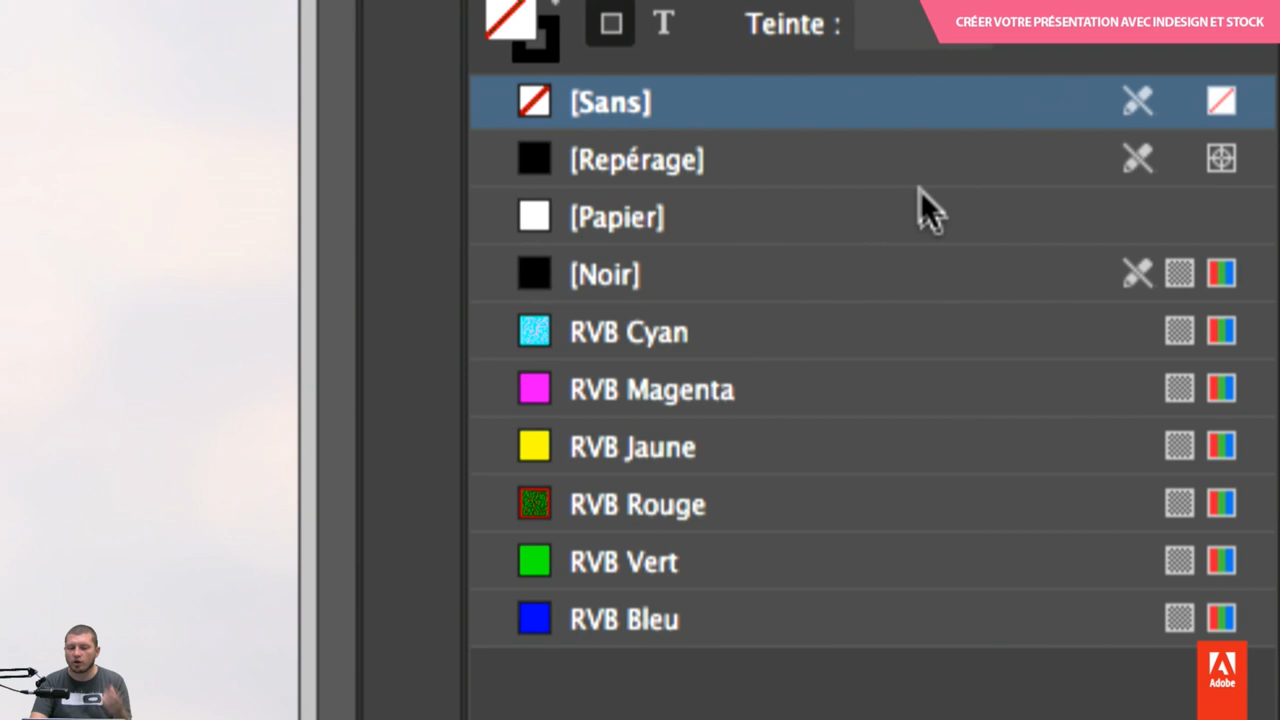 CRÉER VOTRE PRÉSENTATION AVEC INDESIGN ET STOCK
T
Teinte :
[Sans]
[Repérage]
[Papier]
[Noir]
RVB Cyan
RVB Magenta
RVB Jaune
RVB Rouge
RVB Vert
RVB Bleu
Adobe